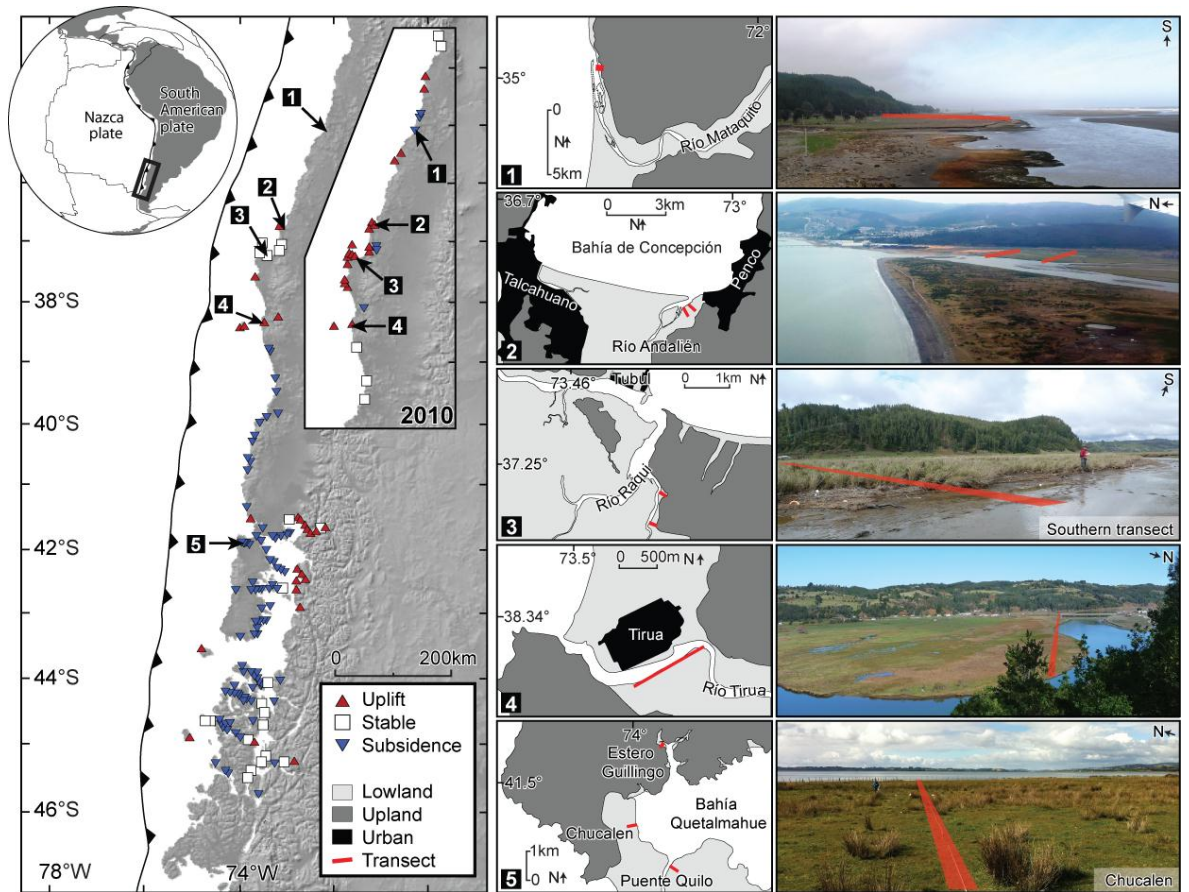 Nazca
plate
South
American
plate
1
2
3
4
5
38°S
40°S
42°S
44°S
46°S
78°W
74°W
1
2
3
4
2010
0 200km
Uplift
Stable
Subsidence
Lowland
Upland
Urban
Transect
72°
35°
0
N↑
5km
Río Mataquito
1
S
36.7°
0 3km
N↑
73°
Bahía de Concepción
Talcahuano
Penco
Río Andalién
2
N
Tubul
73.46°
0 1km
N↑
37.25°
Río Raqui
3
S
Southern transect
73.5°
0 500m
N↑
38.34°
Tirua
Río Tirua
4
N
74°
Estero
Guillingo
41.5°
Chucalen
Bahía
Quetalmahue
1km
0 N↑
Puente Quilo
5
N
Chucalen